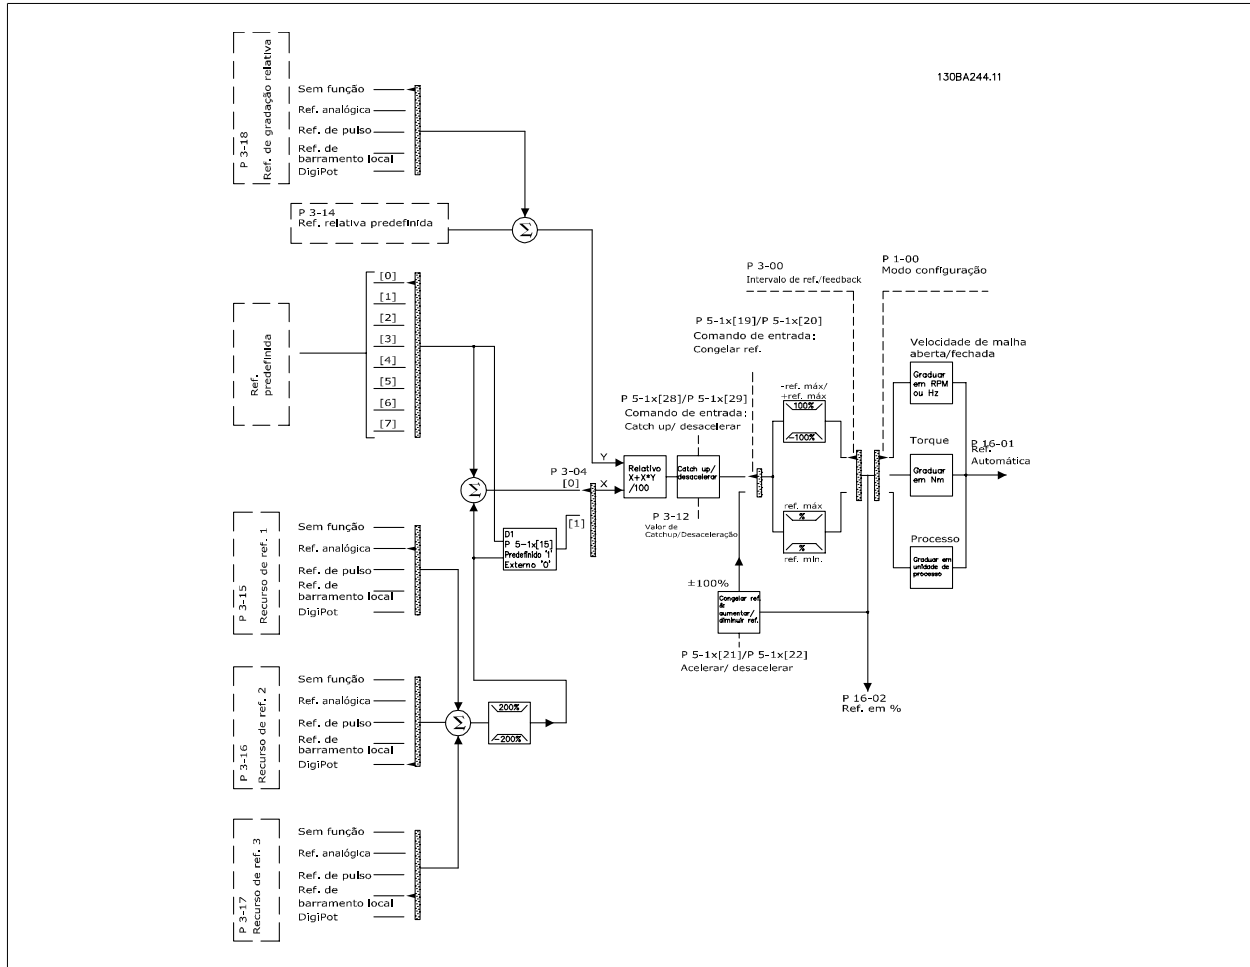 130BA244.11
P 3-18
Ref. de gradação relativa
Sem função
Ref. analógica
Ref. de pulso
Ref. de
barramento local
DigiPot
P 3-14
Ref. relativa predefinida
Σ
Ref.
predefinida
[0]
[1]
[2]
[3]
[4]
[5]
[6]
[7]
P 3-00
Intervalo de ref./feedback
P 1-00
Modo configuração
P 5-1x[19]/P 5-1x[20]
Comando de entrada:
Congelar ref.
P 5-1x[28]/P 5-1x[29]
Comando de entrada:
Catch up/ desacelerar
-ref. máx/
+ref. máx
100%
-100%
Velocidade de malha
aberta/fechada
Graduar
em RPM
ou Hz
Torque
Graduar
em Nm
P 16-01
Ref.
Automática
Processo
Graduar em
unidade de
processo
Y
X
Relativo
X+X*Y
/100
Catch up/
desacelerar
P 3-12
Valor de
Catchup/Desaceleração
ref. máx
%
%
ref. mín.
Σ
P 3-04
[0]
[1]
D1
P 5-1x[15]
Predefinido '1'
Externo '0'
±100%
Congelar ref.
&
aumentar/
diminuir ref.
P 5-1x[21]/P 5-1x[22]
Acelerar/ desacelerar
P 16-02
Ref. em %
P 3-15
Recurso de ref. 1
Sem função
Ref. analógica
Ref. de pulso
Ref. de
barramento local
DigiPot
P 3-16
Recurso de ref. 2
Sem função
Ref. analógica
Ref. de pulso
Ref. de
barramento local
DigiPot
Σ
200%
-200%
P 3-17
Recurso de ref. 3
Sem função
Ref. analógica
Ref. de pulso
Ref. de
barramento local
DigiPot